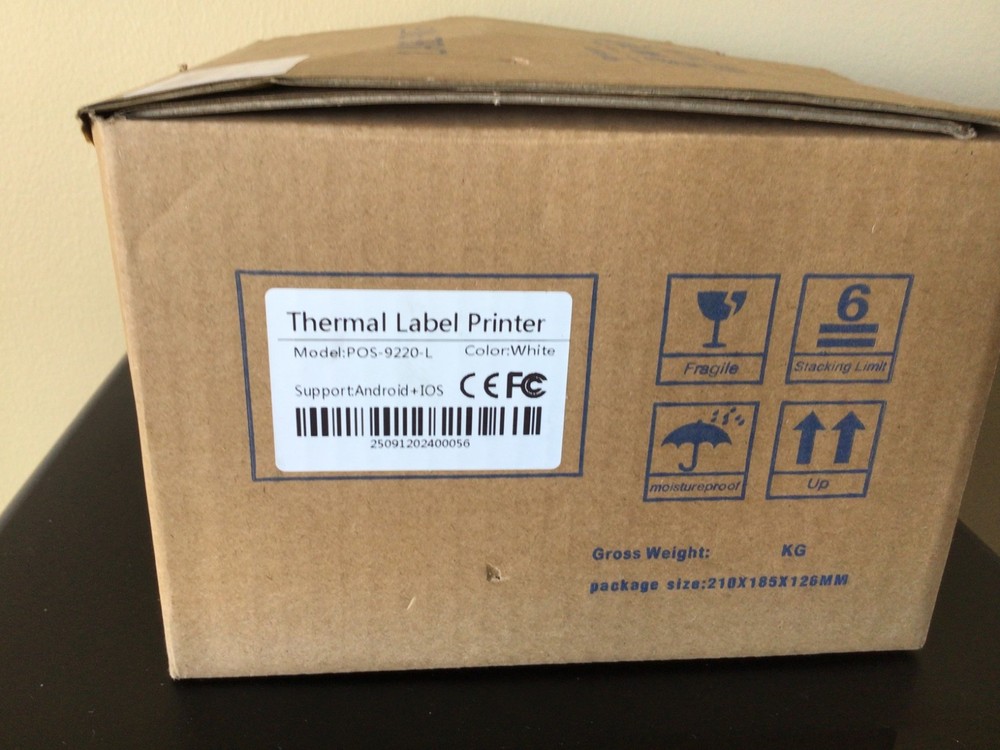 Thermal Label Printer
Model:POS-9220-L Color:White
Support:Android+IOS CE FC
25091202400056
Fragile
6
Stacking Limit
moistureproof
Up
Gross Weight: KG
package size:210X185X126MM